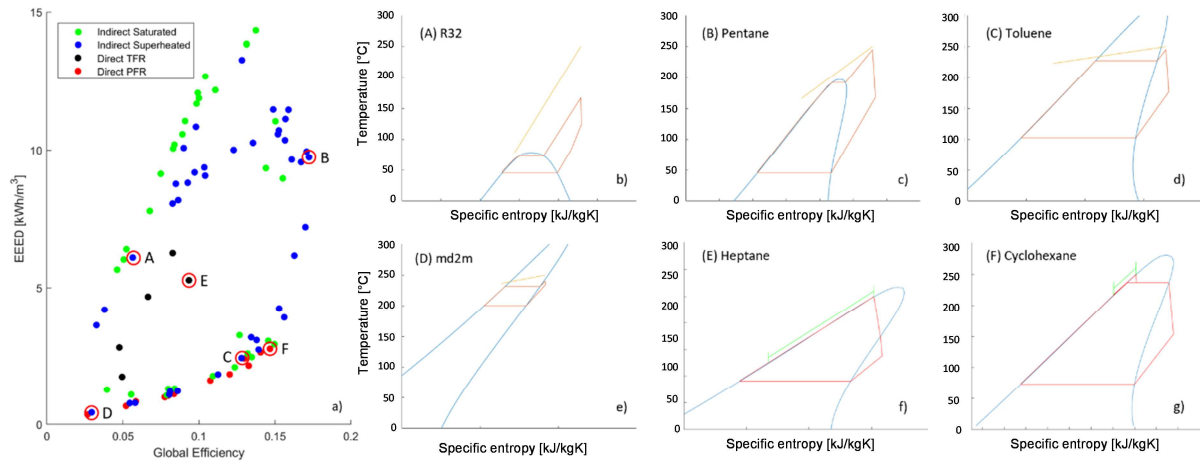 Indirect Saturated
Indirect Superheated
Direct TFR
Direct PFR
EEED [kWh/m³]
15
10
5
0
A
B
C
D
E
F
a)
0
0.05
0.1
0.15
0.2
Global Efficiency
(A) R32
Temperature [°C]
300
250
200
150
100
50
0
b)
Specific entropy [kJ/kgK]
(B) Pentane
300
250
200
150
100
50
0
c)
Specific entropy [kJ/kgK]
(C) Toluene
300
250
200
150
100
50
0
d)
Specific entropy [kJ/kgK]
(D) md2m
Temperature [°C]
300
250
200
150
100
50
0
e)
Specific entropy [kJ/kgK]
(E) Heptane
300
250
200
150
100
50
0
f)
Specific entropy [kJ/kgK]
(F) Cyclohexane
300
250
200
150
100
50
0
g)
Specific entropy [kJ/kgK]